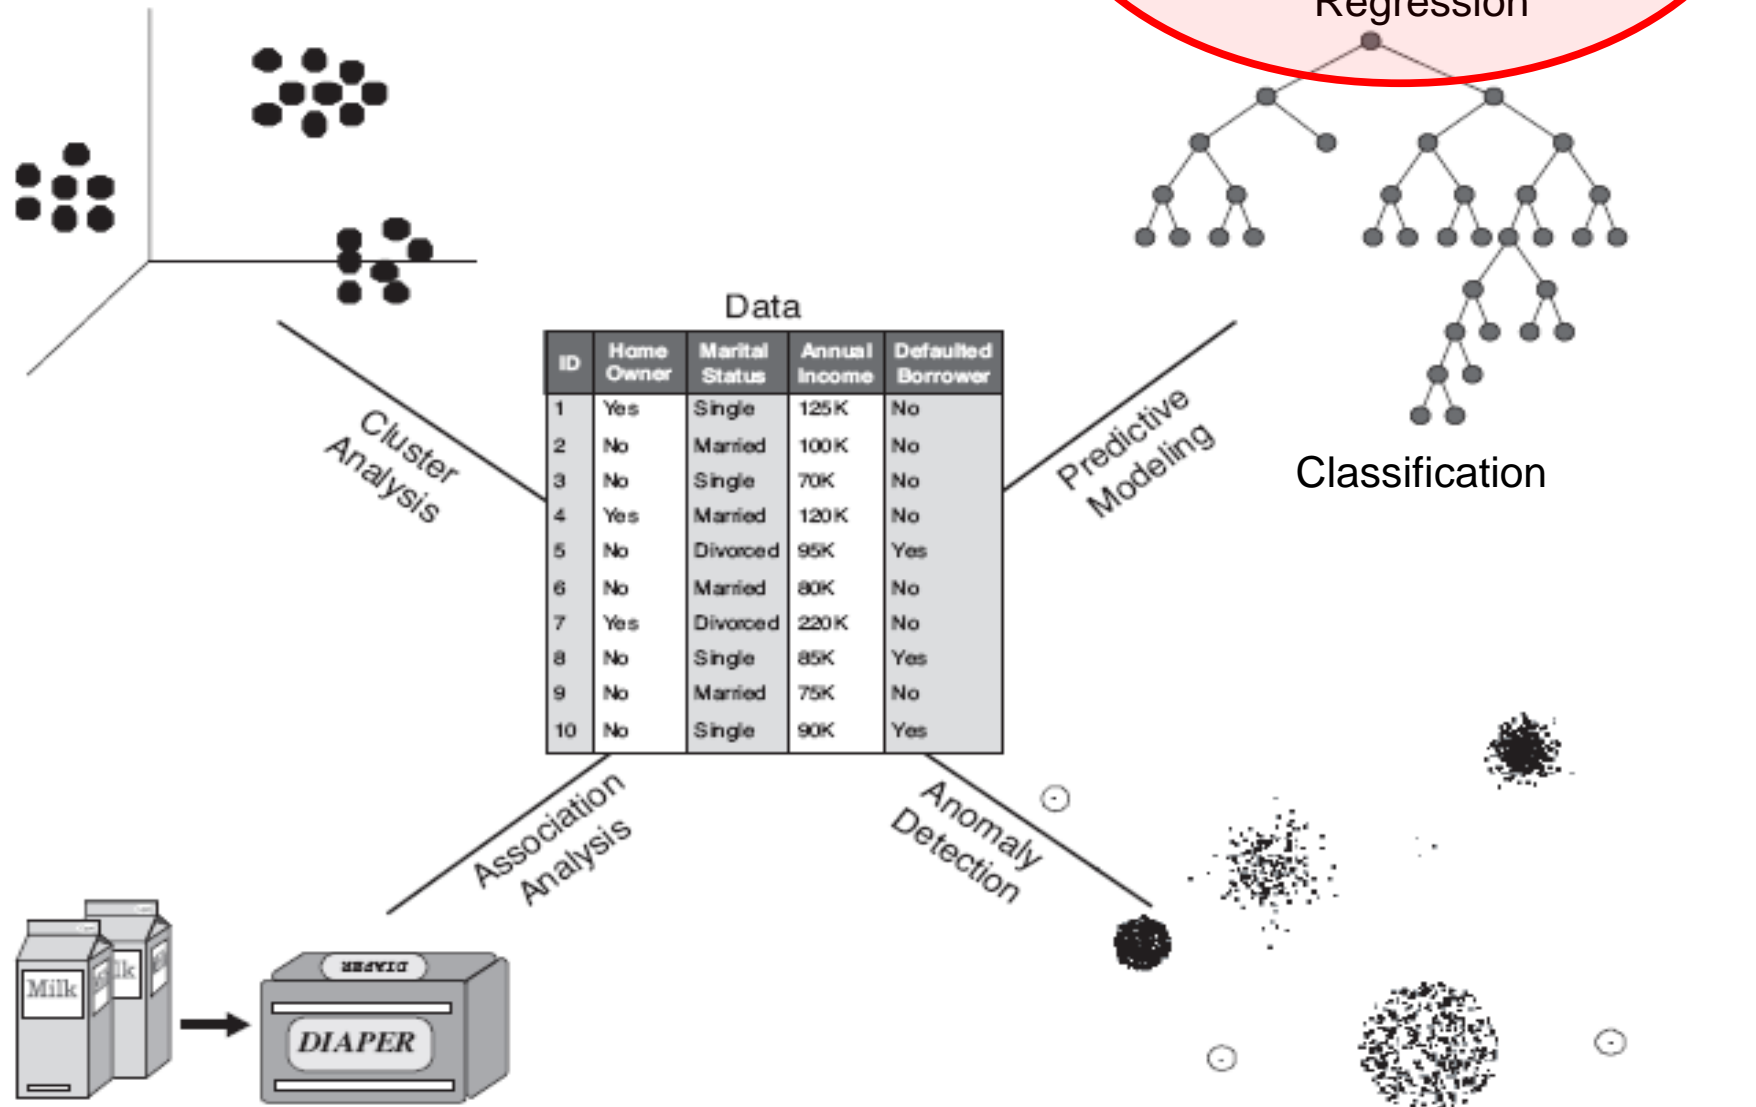 Regression
Data
ID Home Owner Marital Status Annual Income Defaulted Borrower
1 Yes Single 125K No
2 No Married 100K No
3 No Single 70K No
4 Yes Married 120K No
5 No Divorced 95K Yes
6 No Married 80K No
7 Yes Divorced 220K No
8 No Single 85K Yes
9 No Married 75K No
10 No Single 90K Yes
Cluster
Analysis
Predictive
Modeling
Classification
Association
Analysis
Anomaly
Detection
Milk
lk
DIAPER
DIAPER